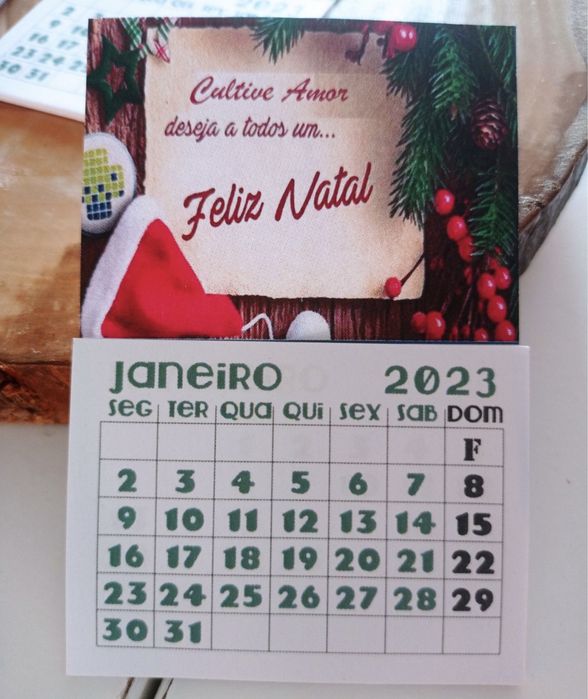 Cultive Amor
deseja a todos um...
Feliz Natal
Janeiro 2023
SEG TER QUA QUI SEX SAB DOM
F
2 3 4 5 6 7 8
9 10 11 12 13 14 15
16 17 18 19 20 21 22
23 24 25 26 27 28 29
30 31